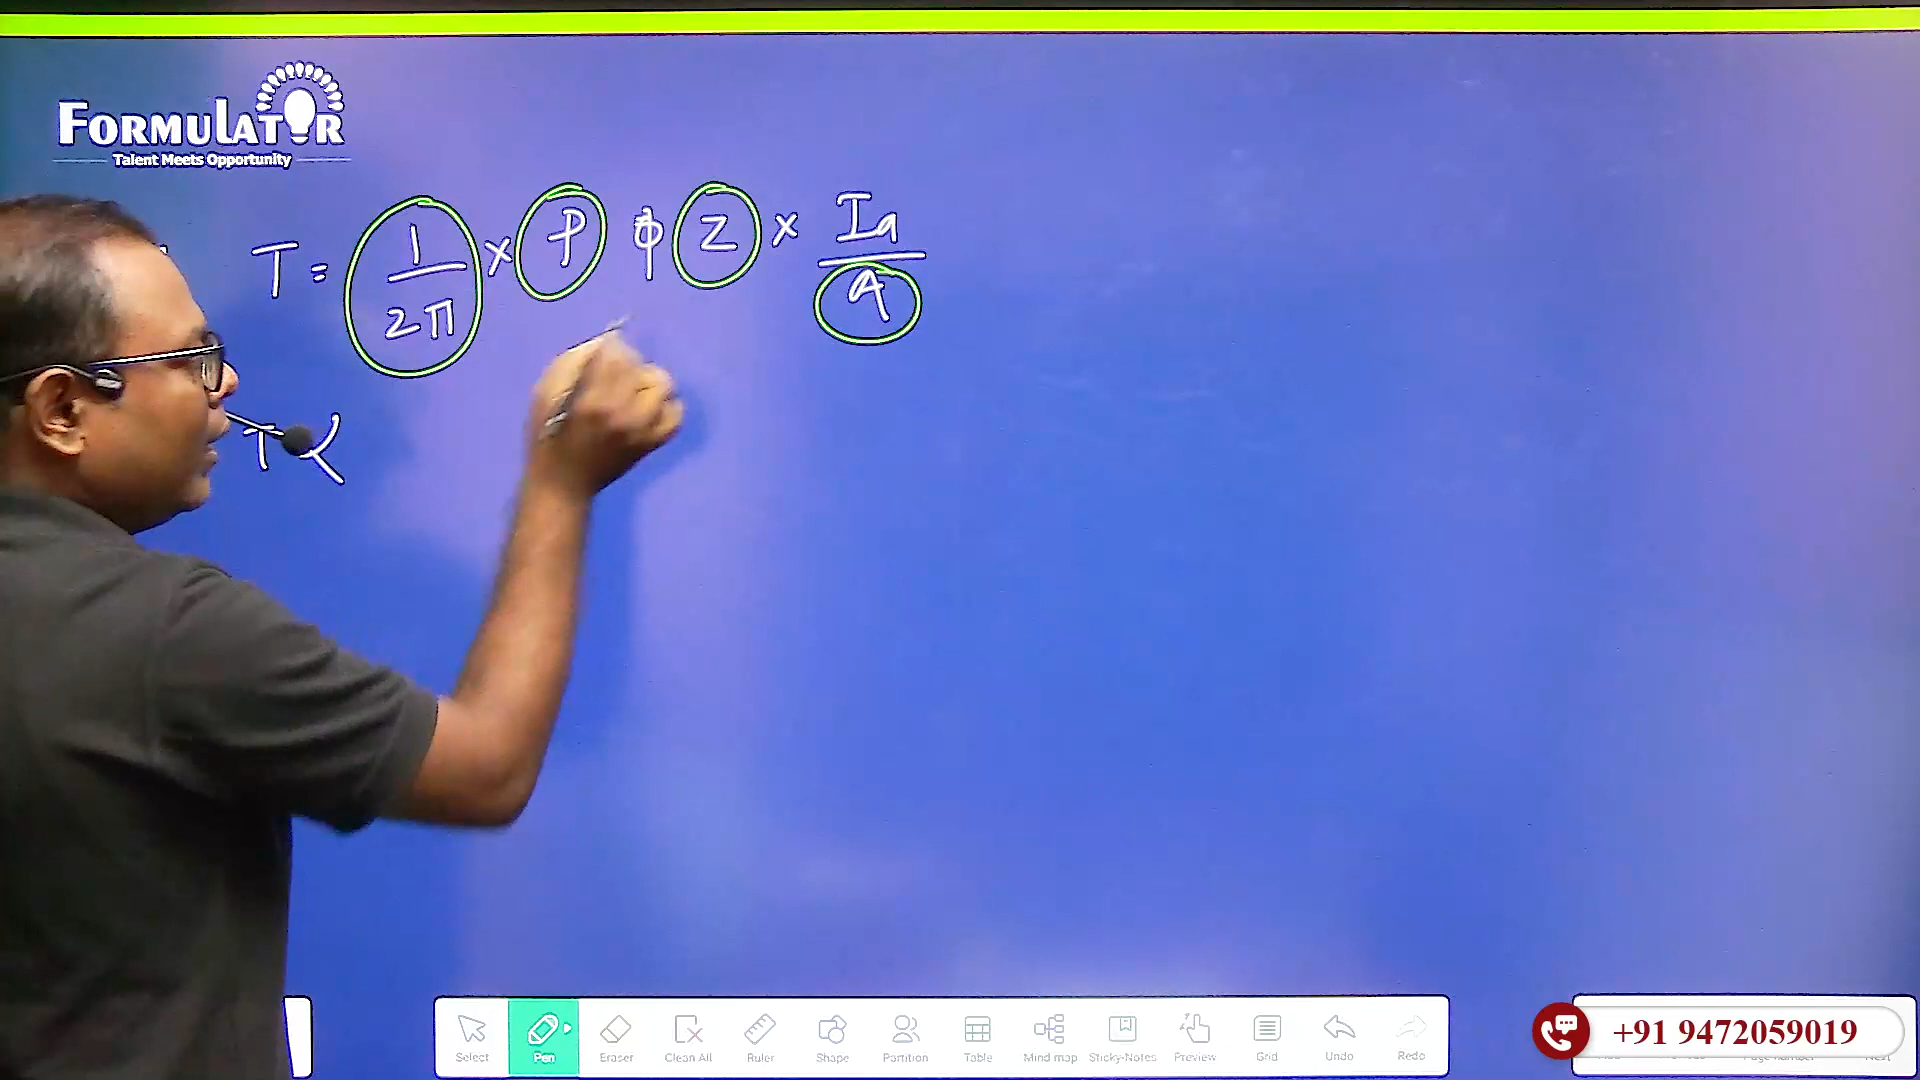 FORMULATOR
Talent Meets Opportunity
T = 1/2π × P φ Z × Ia/A
T ∝
Select
Pen
Eraser
Clean All
Ruler
Shape
Partition
Table
Mind map
Sticky-Notes
Preview
Grid
Undo
Redo
+91 9472059019